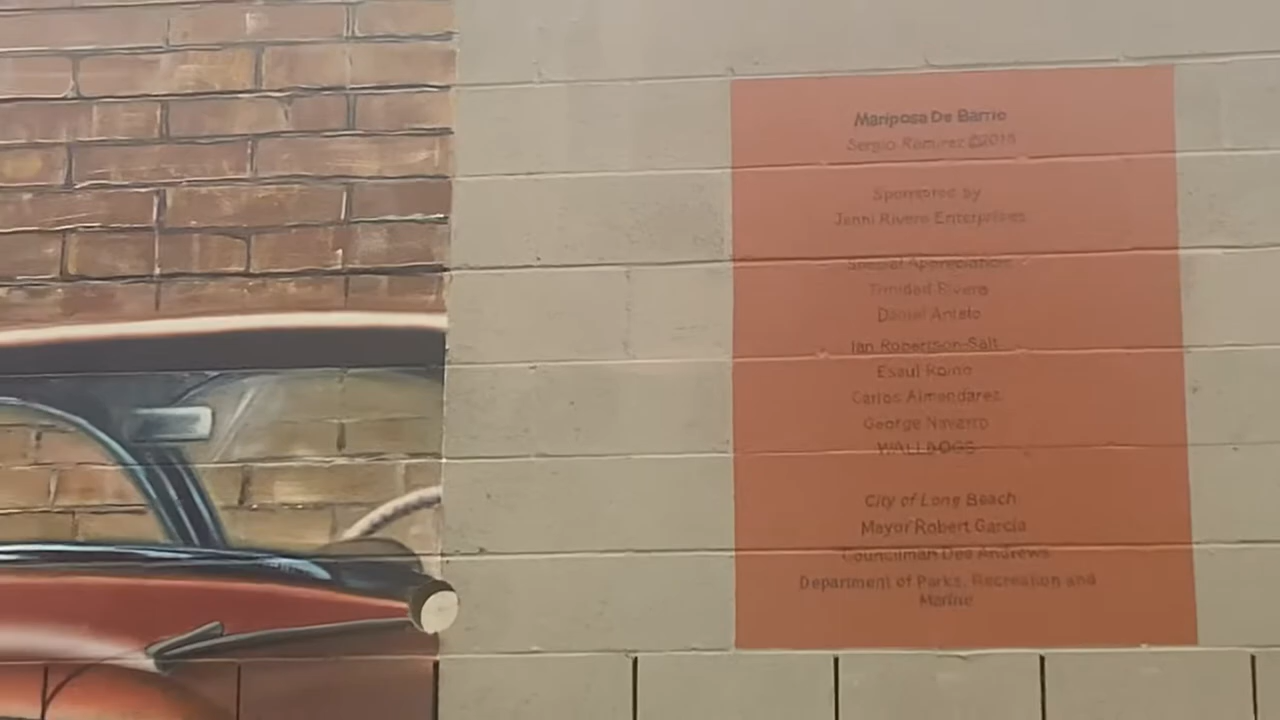 Mariposa De Barrio
Sergio Ramirez ©2015
Sponsored by
Jenni Rivera Enterprises
Special Appreciation
Trinidad Rivera
Daniel
Ian Robertson-Salt
Esaul Romo
Carlos Almendarez
George Navarro
WALLDOGS
City of Long Beach
Mayor Robert Garcia
Councilman Dee Andrews
Department of Parks, Recreation and
Marine